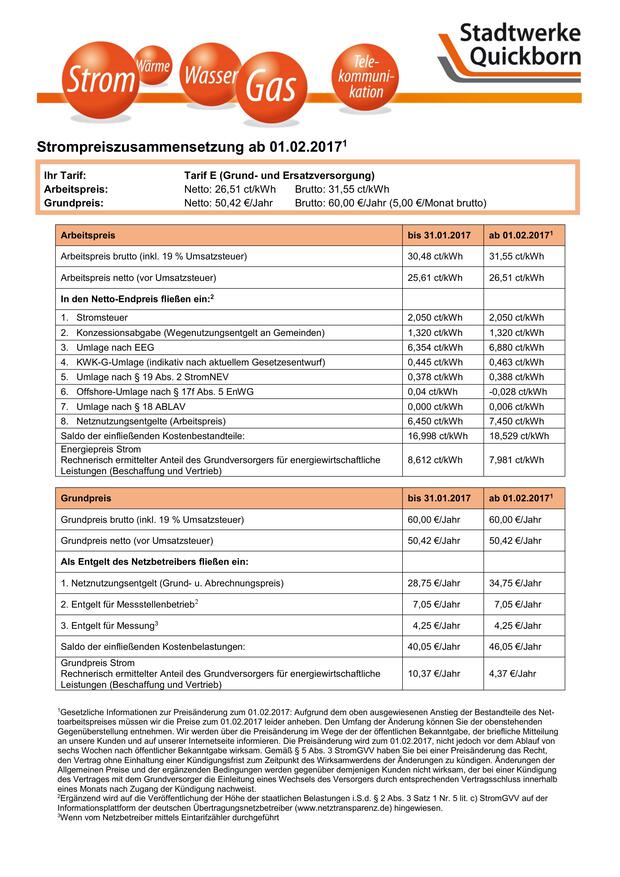 Strom
Wärme
Wasser
Gas
Tele-
kommuni-
kation
Stadtwerke
Quickborn
Strompreiszusammensetzung ab 01.02.2017¹
Ihr Tarif: Tarif E (Grund- und Ersatzversorgung)
Arbeitspreis: Netto: 26,51 ct/kWh Brutto: 31,55 ct/kWh
Grundpreis: Netto: 50,42 €/Jahr Brutto: 60,00 €/Jahr (5,00 €/Monat brutto)
Arbeitspreis bis 31.01.2017 ab 01.02.2017¹
Arbeitspreis brutto (inkl. 19 % Umsatzsteuer) 30,48 ct/kWh 31,55 ct/kWh
Arbeitspreis netto (vor Umsatzsteuer) 25,61 ct/kWh 26,51 ct/kWh
In den Netto-Endpreis fließen ein:²
1. Stromsteuer 2,050 ct/kWh 2,050 ct/kWh
2. Konzessionsabgabe (Wegenutzungsentgelt an Gemeinden) 1,320 ct/kWh 1,320 ct/kWh
3. Umlage nach EEG 6,354 ct/kWh 6,880 ct/kWh
4. KWK-G-Umlage (indikativ nach aktuellem Gesetzesentwurf) 0,445 ct/kWh 0,463 ct/kWh
5. Umlage nach § 19 Abs. 2 StromNEV 0,378 ct/kWh 0,388 ct/kWh
6. Offshore-Umlage nach § 17f Abs. 5 EnWG 0,04 ct/kWh -0,028 ct/kWh
7. Umlage nach § 18 ABLAV 0,000 ct/kWh 0,006 ct/kWh
8. Netznutzungsentgelte (Arbeitspreis) 6,450 ct/kWh 7,450 ct/kWh
Saldo der einfließenden Kostenbestandteile: 16,998 ct/kWh 18,529 ct/kWh
Energiepreis Strom
Rechnerisch ermittelter Anteil des Grundversorgers für energiewirtschaftliche 8,612 ct/kWh 7,981 ct/kWh
Leistungen (Beschaffung und Vertrieb)
Grundpreis bis 31.01.2017 ab 01.02.2017¹
Grundpreis brutto (inkl. 19 % Umsatzsteuer) 60,00 €/Jahr 60,00 €/Jahr
Grundpreis netto (vor Umsatzsteuer) 50,42 €/Jahr 50,42 €/Jahr
Als Entgelt des Netzbetreibers fließen ein:
1. Netznutzungsentgelt (Grund- u. Abrechnungspreis) 28,75 €/Jahr 34,75 €/Jahr
2. Entgelt für Messstellenbetrieb² 7,05 €/Jahr 7,05 €/Jahr
3. Entgelt für Messung³ 4,25 €/Jahr 4,25 €/Jahr
Saldo der einfließenden Kostenbelastungen: 40,05 €/Jahr 46,05 €/Jahr
Grundpreis Strom
Rechnerisch ermittelter Anteil des Grundversorgers für energiewirtschaftliche 10,37 €/Jahr 4,37 €/Jahr
Leistungen (Beschaffung und Vertrieb)
¹Gesetzliche Informationen zur Preisänderung zum 01.02.2017: Aufgrund dem oben ausgewiesenen Anstieg der Bestandteile des Net-
toarbeitspreises müssen wir die Preise zum 01.02.2017 leider anheben. Den Umfang der Änderung können Sie der obenstehenden
Gegenüberstellung entnehmen. Wir werden über die Preisänderung im Wege der der öffentlichen Bekanntgabe, der briefliche Mitteilung
an unsere Kunden und auf unserer Internetseite informieren. Die Preisänderung wird zum 01.02.2017, nicht jedoch vor dem Ablauf von
sechs Wochen nach öffentlicher Bekanntgabe wirksam. Gemäß § 5 Abs. 3 StromGVV haben Sie bei einer Preisänderung das Recht,
den Vertrag ohne Einhaltung einer Kündigungsfrist zum Zeitpunkt des Wirksamwerdens der Änderungen zu kündigen. Änderungen der
Allgemeinen Preise und der ergänzenden Bedingungen werden gegenüber demjenigen Kunden nicht wirksam, der bei einer Kündigung
des Vertrages mit dem Grundversorger die Einleitung eines Wechsels des Versorgers durch entsprechenden Vertragsschluss innerhalb
eines Monats nach Zugang der Kündigung nachweist.
²Ergänzend wird auf die Veröffentlichung der Höhe der staatlichen Belastungen i.S.d. § 2 Abs. 3 Satz 1 Nr. 5 lit. c) StromGVV auf der
Informationsplattform der deutschen Übertragungsnetzbetreiber (www.netztransparenz.de) hingewiesen.
³Wenn vom Netzbetreiber mittels Eintarifzähler durchgeführt